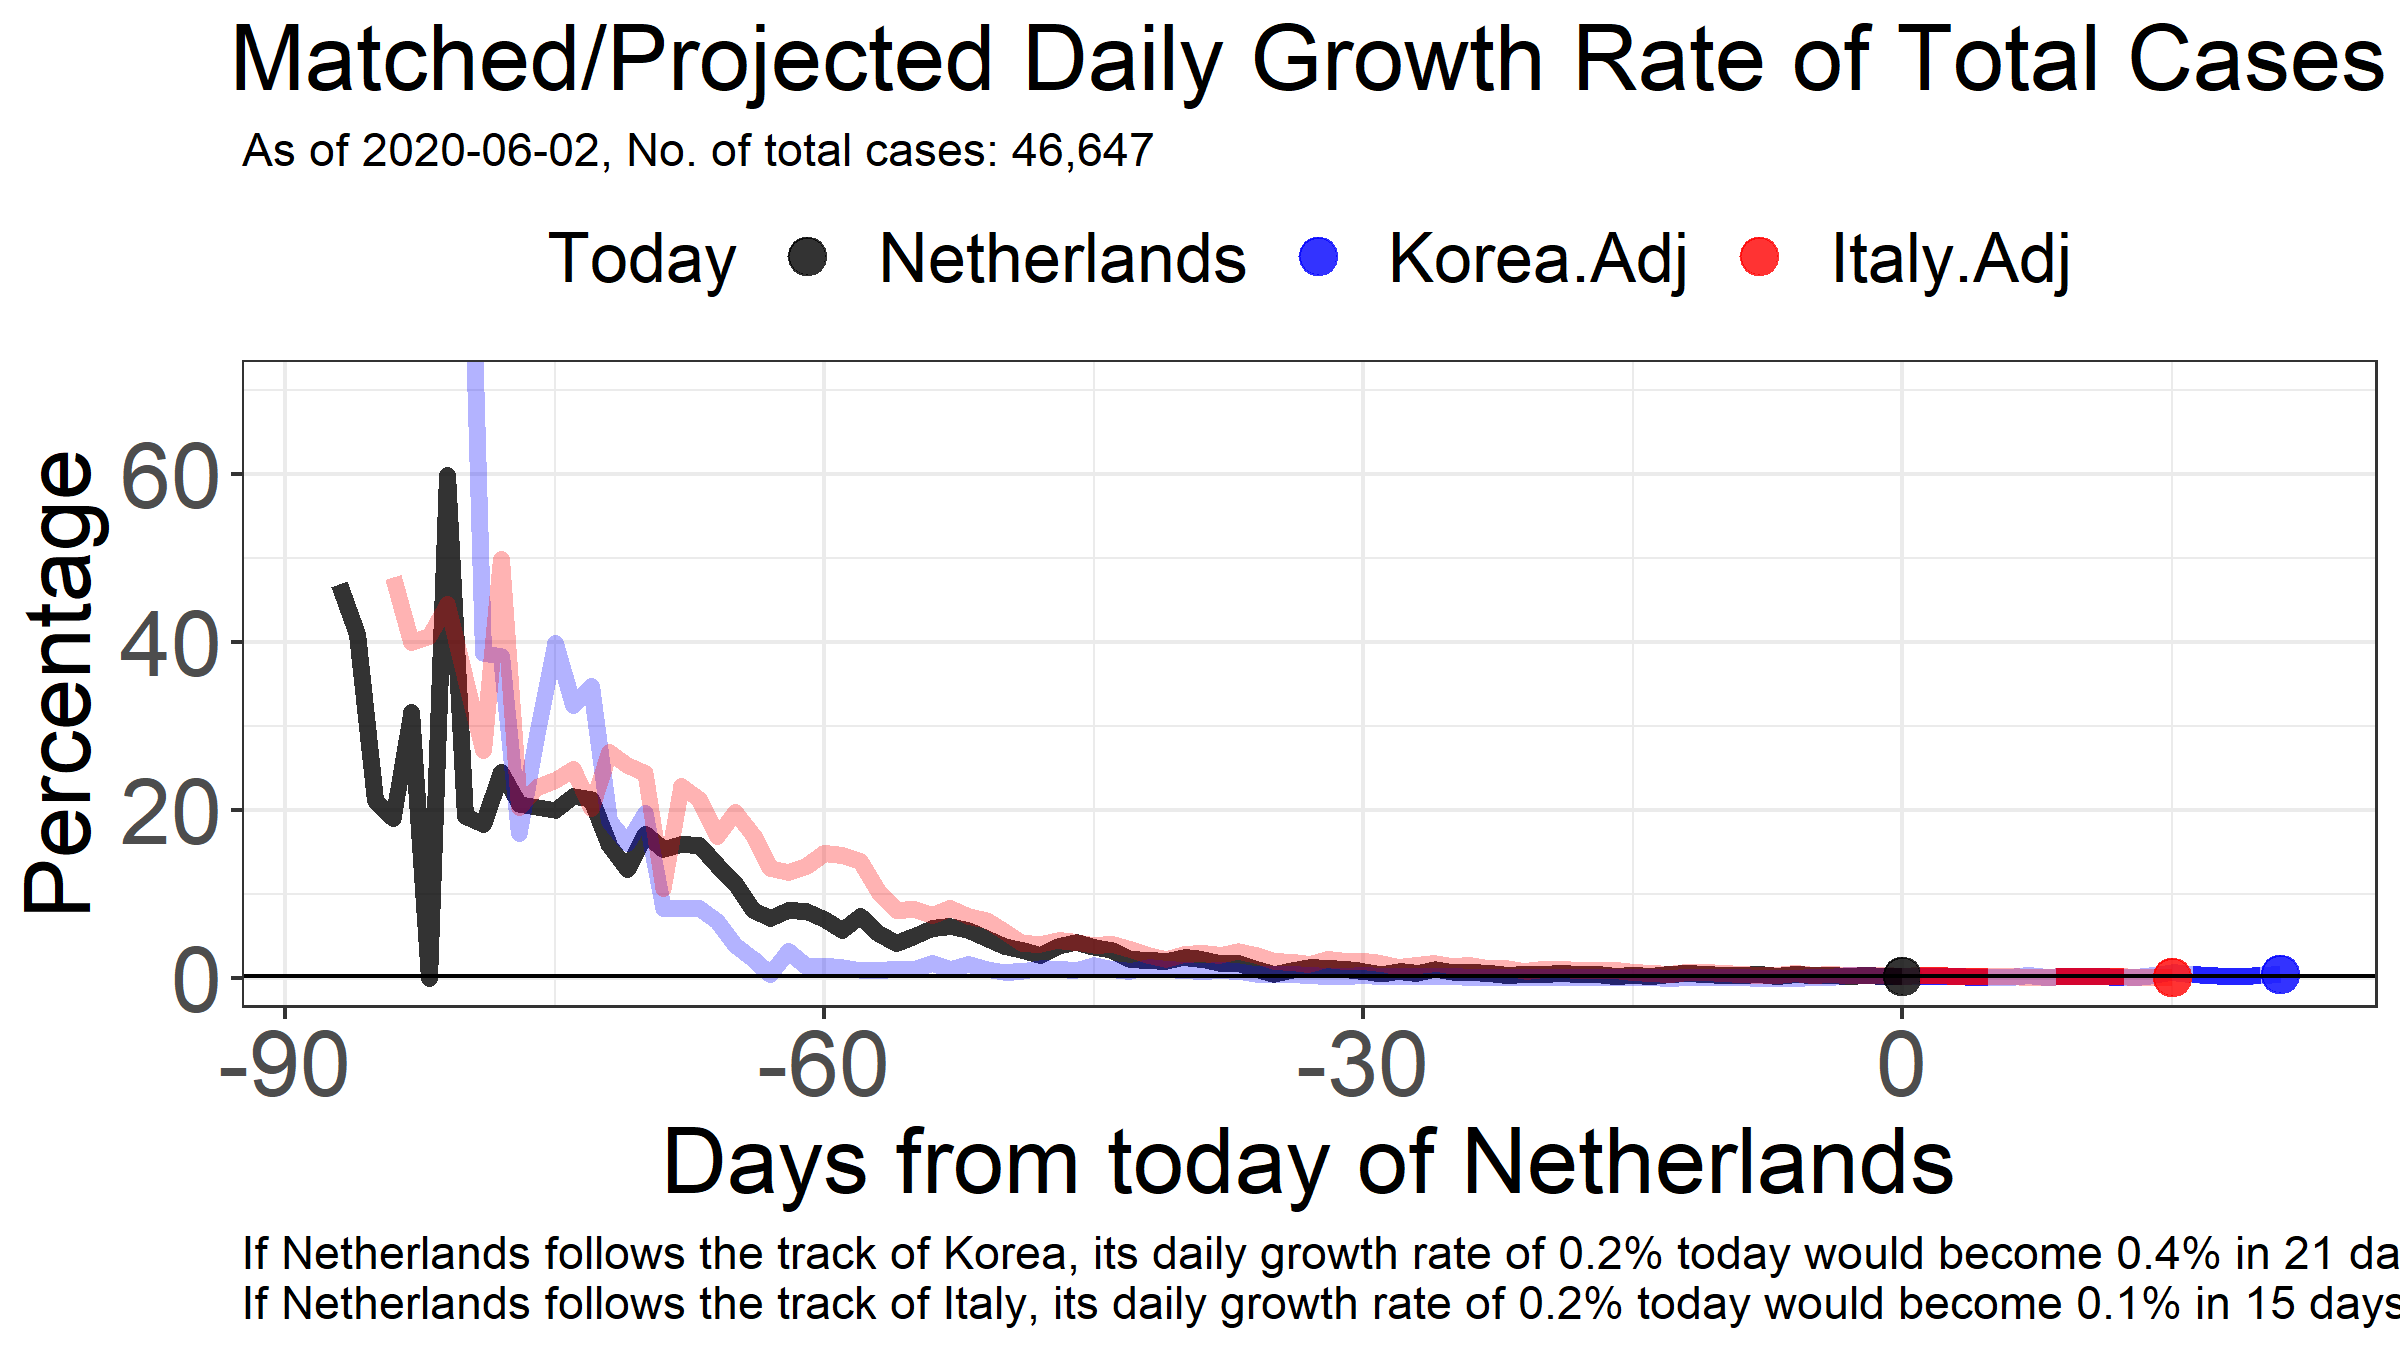 Matched/Projected Daily Growth Rate of Total Cases
As of 2020-06-02, No. of total cases: 46,647
Today Netherlands Korea.Adj Italy.Adj
Percentage
60
40
20
0
-90 -60 -30 0
Days from today of Netherlands
If Netherlands follows the track of Korea, its daily growth rate of 0.2% today would become 0.4% in 21 da
If Netherlands follows the track of Italy, its daily growth rate of 0.2% today would become 0.1% in 15 days